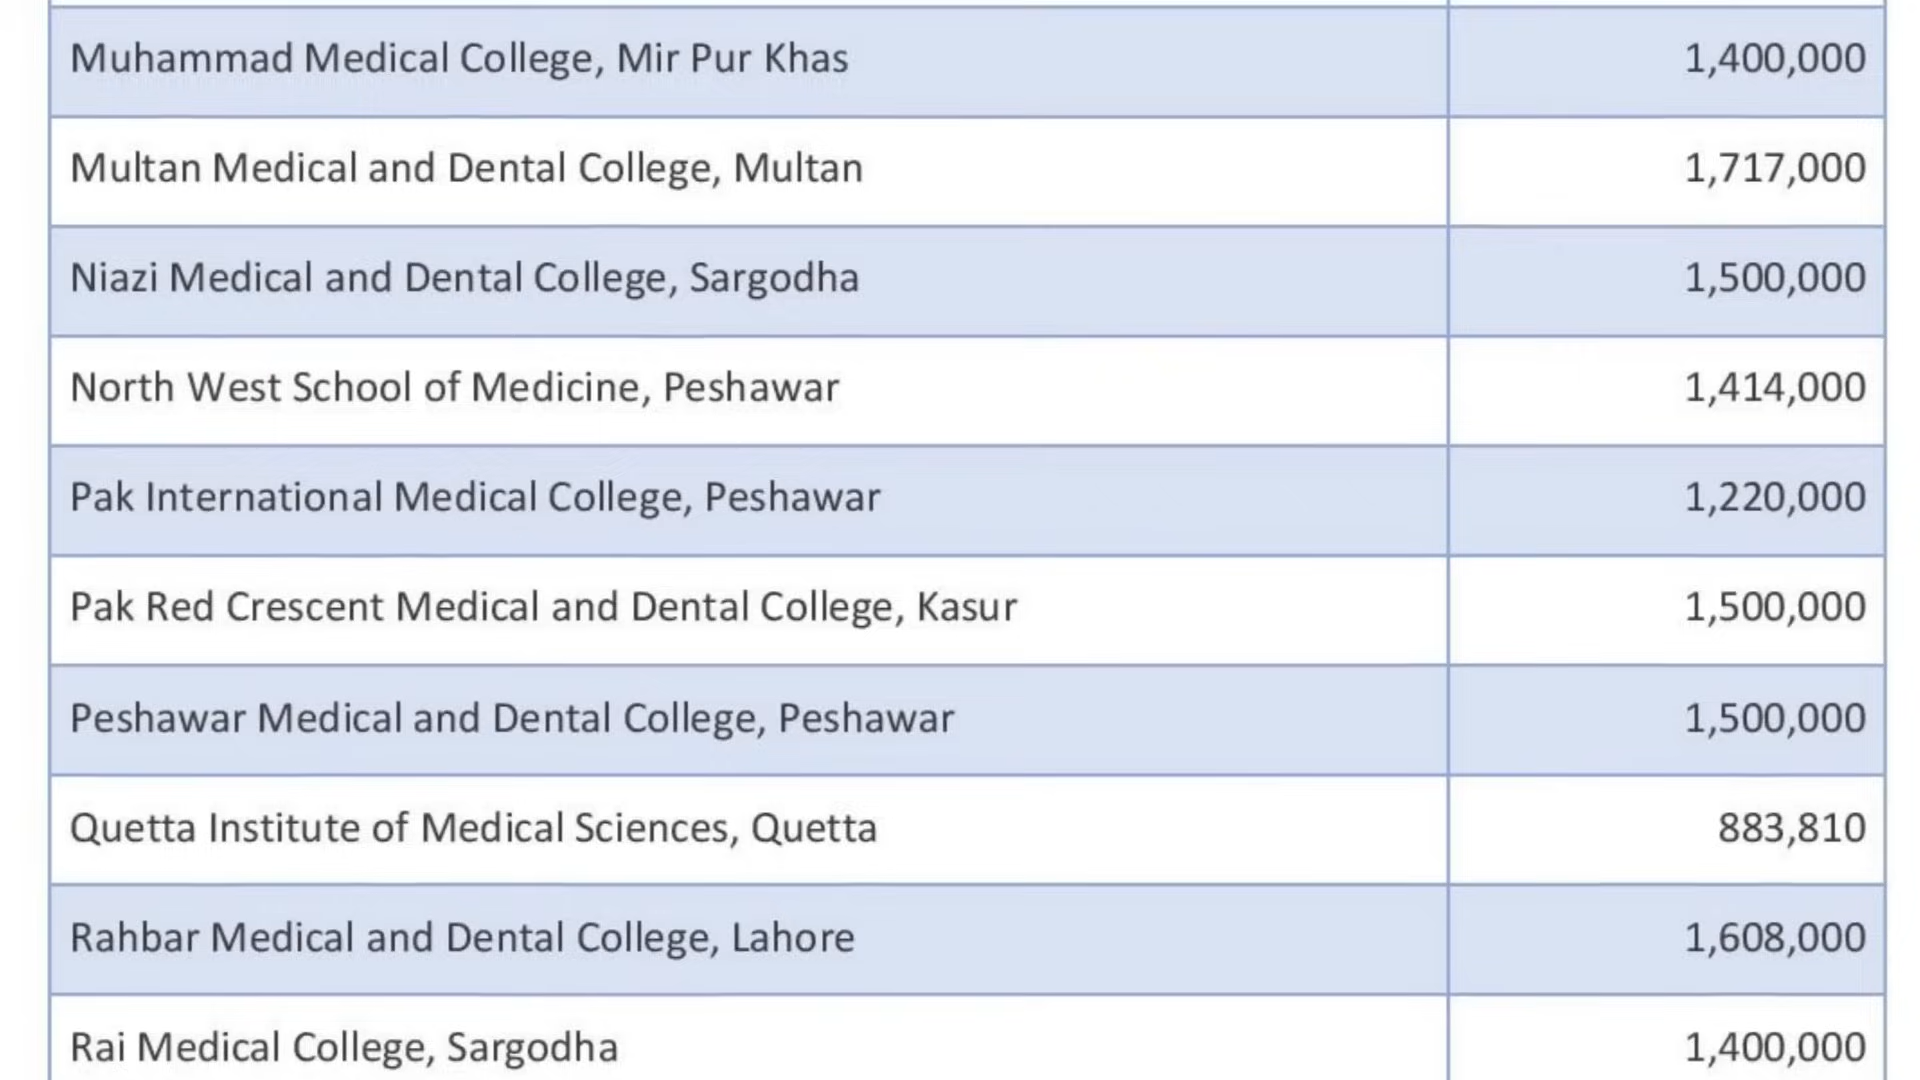 Muhammad Medical College, Mir Pur Khas 1,400,000
Multan Medical and Dental College, Multan 1,717,000
Niazi Medical and Dental College, Sargodha 1,500,000
North West School of Medicine, Peshawar 1,414,000
Pak International Medical College, Peshawar 1,220,000
Pak Red Crescent Medical and Dental College, Kasur 1,500,000
Peshawar Medical and Dental College, Peshawar 1,500,000
Quetta Institute of Medical Sciences, Quetta 883,810
Rahbar Medical and Dental College, Lahore 1,608,000
Rai Medical College, Sargodha 1,400,000